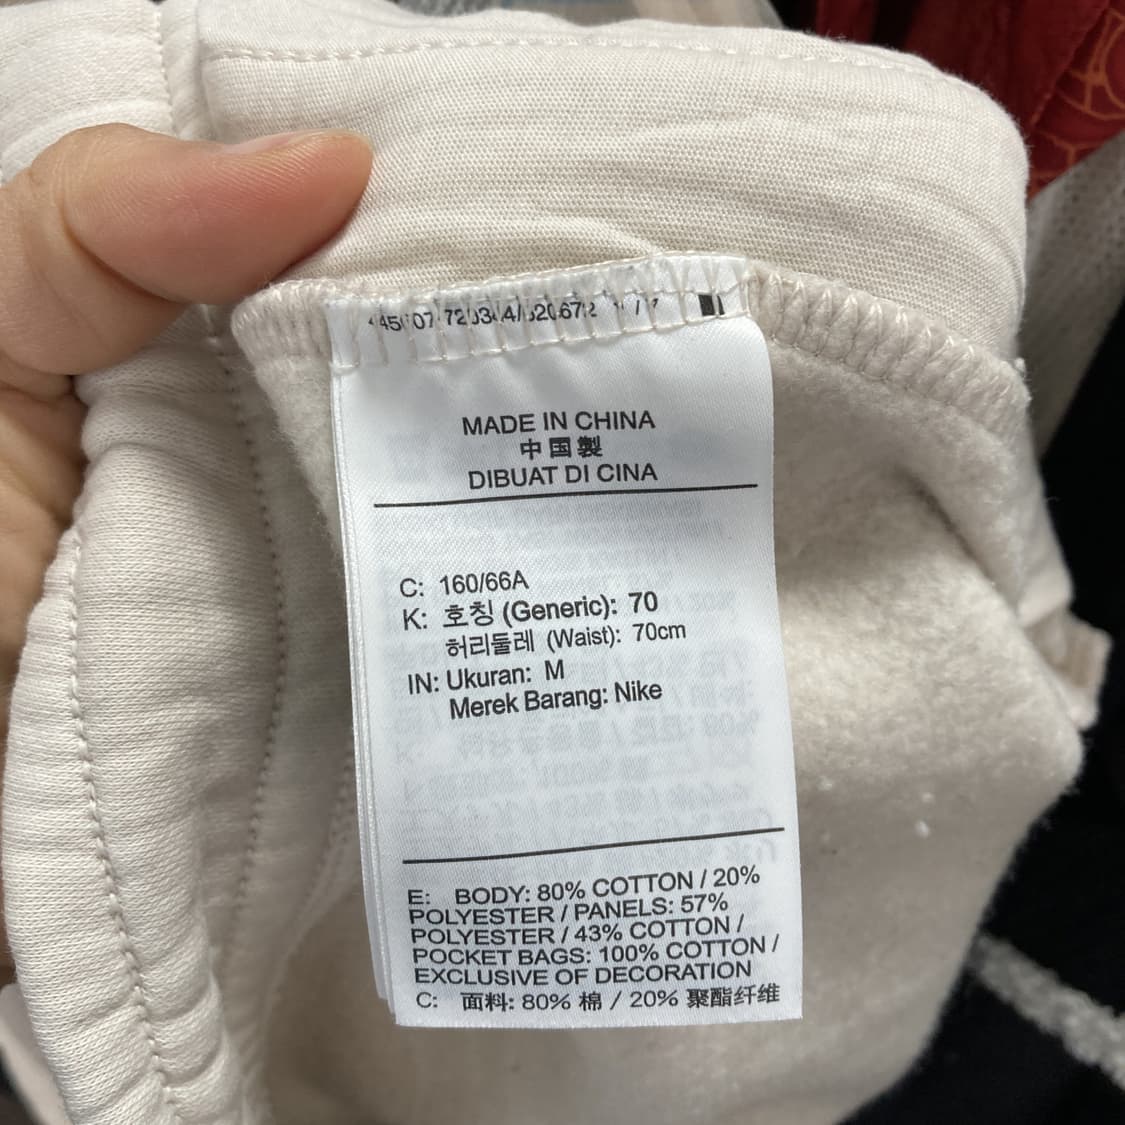 MADE IN CHINA
中国製
DIBUAT DI CINA
C: 160/66A
K: 호칭 (Generic): 70
허리둘레 (Waist): 70cm
IN: Ukuran: M
Merek Barang: Nike
E: BODY: 80% COTTON / 20%
POLYESTER / PANELS: 57%
POLYESTER / 43% COTTON /
POCKET BAGS: 100% COTTON /
EXCLUSIVE OF DECORATION
C: 面料: 80% 棉 / 20% 聚酯纤维